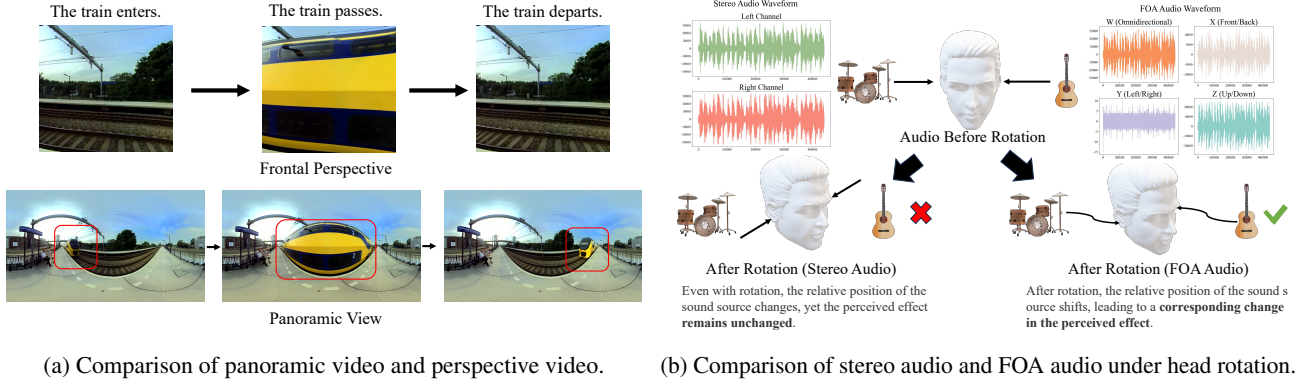 The train enters.
The train passes.
The train departs.
Frontal Perspective
Panoramic View
(a) Comparison of panoramic video and perspective video.
Stereo Audio Waveform
Left Channel
Right Channel
FOA Audio Waveform
W (Omnidirectional)
X (Front/Back)
Y (Left/Right)
Z (Up/Down)
Audio Before Rotation
After Rotation (Stereo Audio)
Even with rotation, the relative position of the
sound source changes, yet the perceived effect
remains unchanged.
After Rotation (FOA Audio)
After rotation, the relative position of the sound s
ource shifts, leading to a corresponding change
in the perceived effect.
(b) Comparison of stereo audio and FOA audio under head rotation.